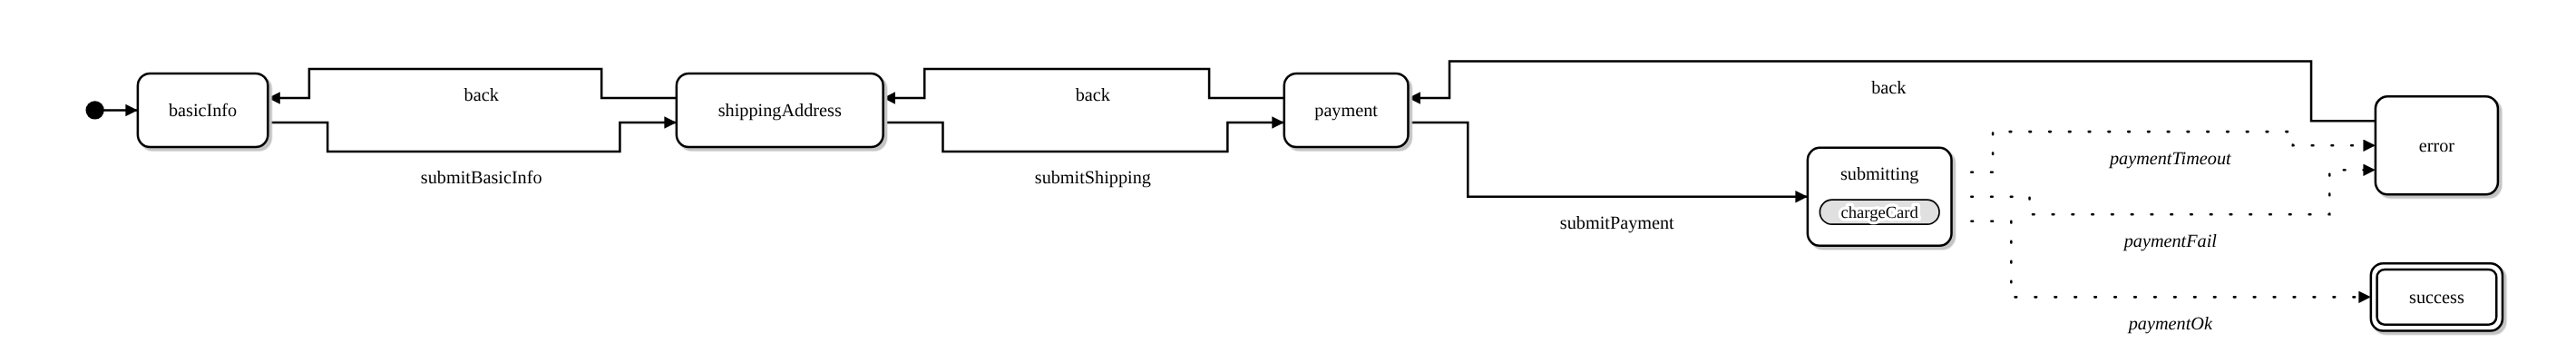 back
back
back
basicInfo
shippingAddress
payment
error
paymentTimeout
submitting
submitBasicInfo
submitShipping
chargeCard
submitPayment
paymentFail
success
paymentOk